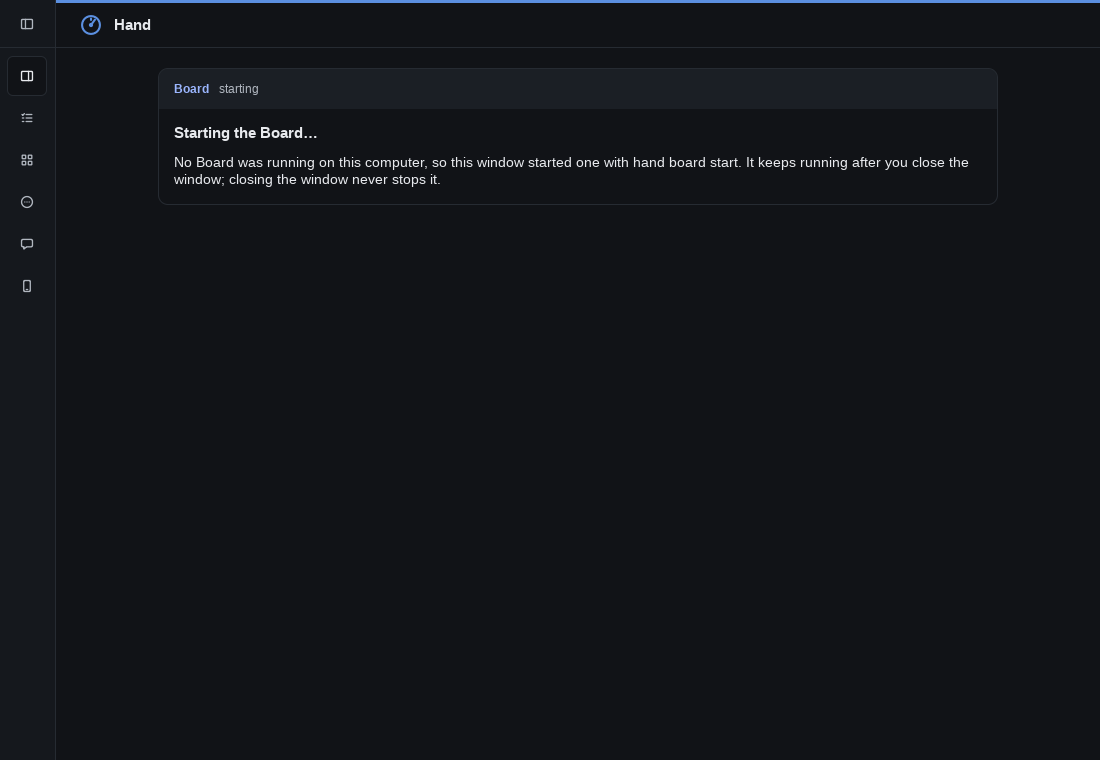 Hand
Board starting
Starting the Board…
No Board was running on this computer, so this window started one with hand board start. It keeps running after you close the
window; closing the window never stops it.